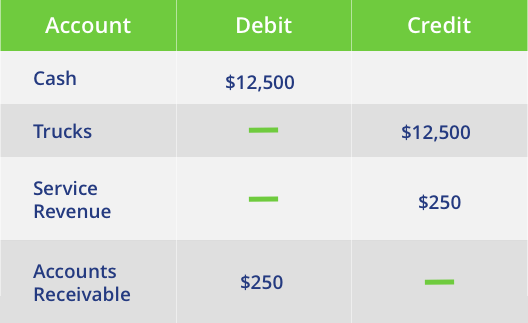 Account Debit Credit
Cash $12,500
Trucks — $12,500
Service
Revenue — $250
Accounts
Receivable $250 —